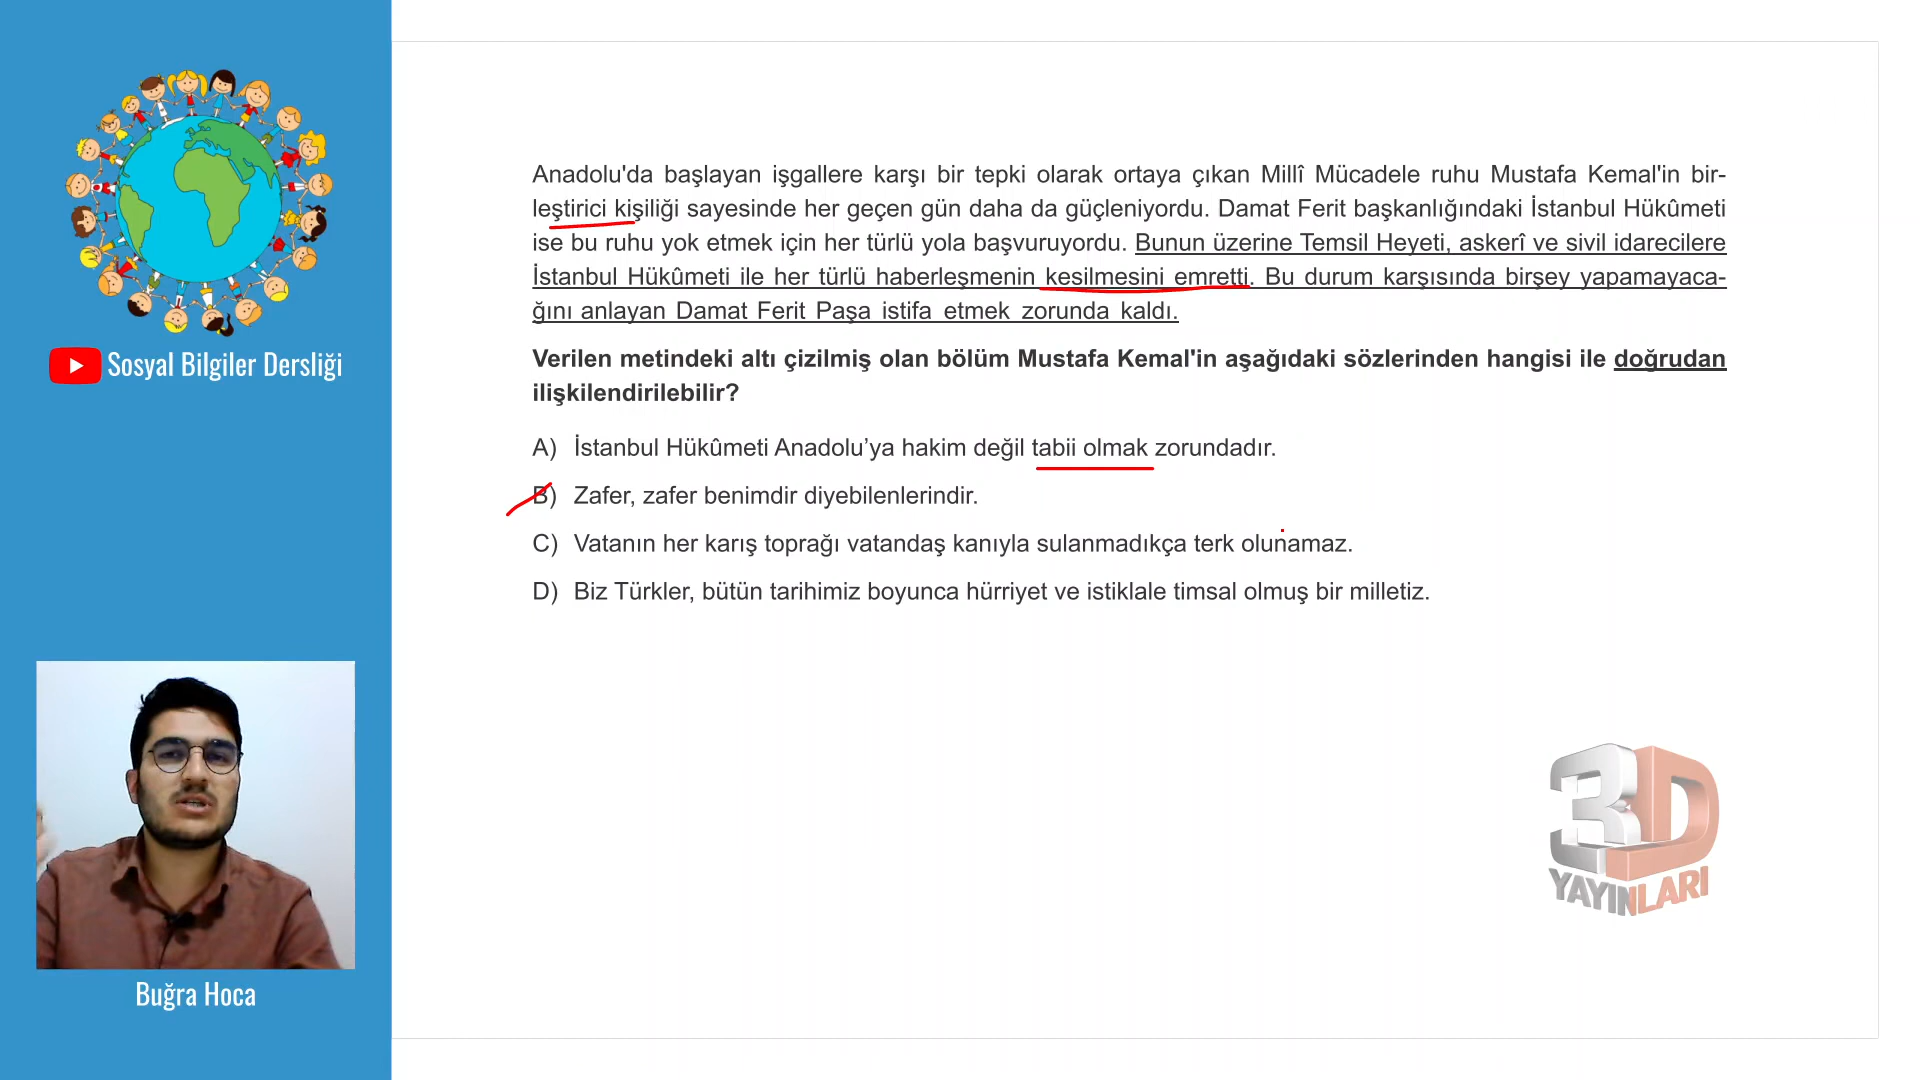 Anadolu'da başlayan işgallere karşı bir tepki olarak ortaya çıkan Millî Mücadele ruhu Mustafa Kemal'in bir-
leştirici kişiliği sayesinde her geçen gün daha da güçleniyordu. Damat Ferit başkanlığındaki İstanbul Hükûmeti
ise bu ruhu yok etmek için her türlü yola başvuruyordu. Bunun üzerine Temsil Heyeti, askerî ve sivil idarecilere
İstanbul Hükûmeti ile her türlü haberleşmenin kesilmesini emretti. Bu durum karşısında birşey yapamayaca-
ğını anlayan Damat Ferit Paşa istifa etmek zorunda kaldı.
Verilen metindeki altı çizilmiş olan bölüm Mustafa Kemal'in aşağıdaki sözlerinden hangisi ile doğrudan
ilişkilendirilebilir?
A) İstanbul Hükûmeti Anadolu’ya hakim değil tabii olmak zorundadır.
B) Zafer, zafer benimdir diyebilenlerindir.
C) Vatanın her karış toprağı vatandaş kanıyla sulanmadıkça terk olunamaz.
D) Biz Türkler, bütün tarihimiz boyunca hürriyet ve istiklale timsal olmuş bir milletiz.
Sosyal Bilgiler Dersliği
Buğra Hoca
3D
YAYINLARI